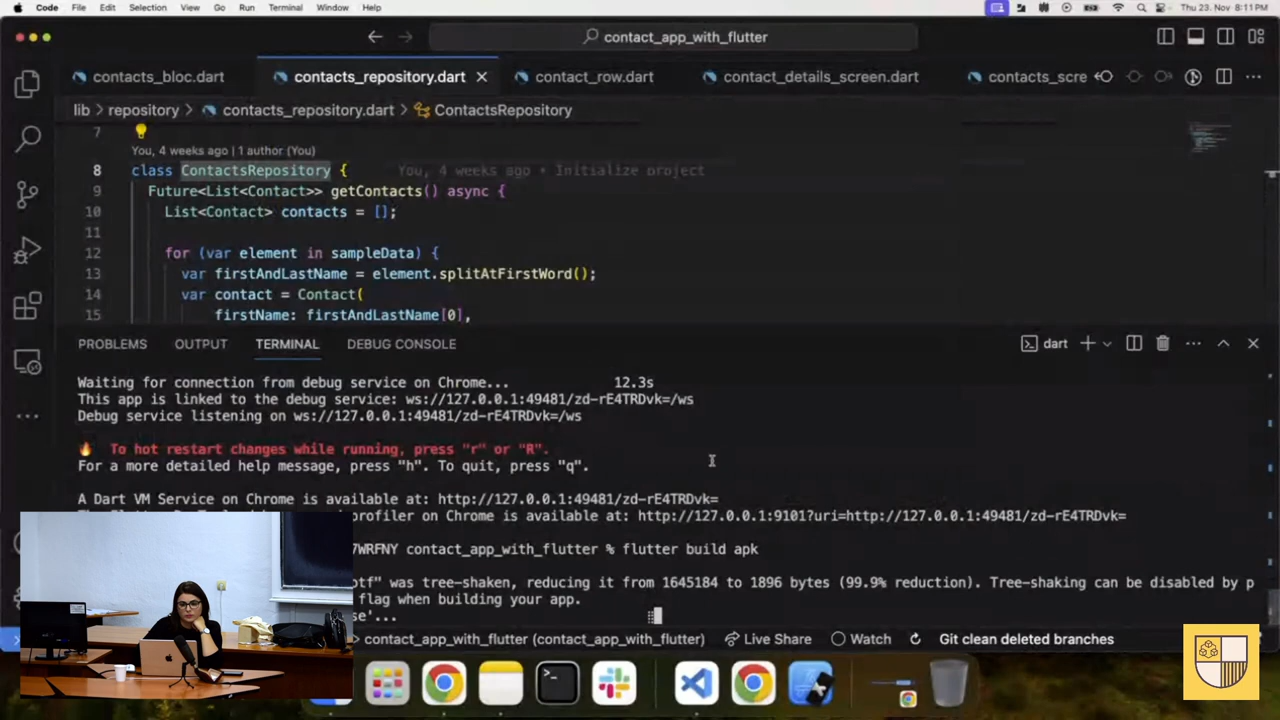 Code File Edit Selection View Go Run Terminal Window Help Thu 23. Nov 8:11 PM
contact_app_with_flutter
contacts_bloc.dart contacts_repository.dart contact_row.dart contact_details_screen.dart contacts_scre
lib > repository > contacts_repository.dart > ContactsRepository
7
You, 4 weeks ago | 1 author (You)
8 class ContactsRepository { You, 4 weeks ago • Initialize project
9 Future<List<Contact>> getContacts() async {
10 List<Contact> contacts = [];
11
12 for (var element in sampleData) {
13 var firstAndLastName = element.splitAtFirstWord();
14 var contact = Contact(
15 firstName: firstAndLastName[0],
PROBLEMS OUTPUT TERMINAL DEBUG CONSOLE dart
Waiting for connection from debug service on Chrome... 12.3s
This app is linked to the debug service: ws://127.0.0.1:49481/zd-rE4TRDvk=/ws
Debug service listening on ws://127.0.0.1:49481/zd-rE4TRDvk=/ws
🔥 To hot restart changes while running, press "r" or "R".
For a more detailed help message, press "h". To quit, press "q".
A Dart VM Service on Chrome is available at: http://127.0.0.1:49481/zd-rE4TRDvk=
profiler on Chrome is available at: http://127.0.0.1:9101?uri=http://127.0.0.1:49481/zd-rE4TRDvk=
7WRFNY contact_app_with_flutter % flutter build apk
otf" was tree-shaken, reducing it from 1645184 to 1896 bytes (99.9% reduction). Tree-shaking can be disabled by p
flag when building your app.
se'...
contact_app_with_flutter (contact_app_with_flutter) Live Share Watch Git clean deleted branches